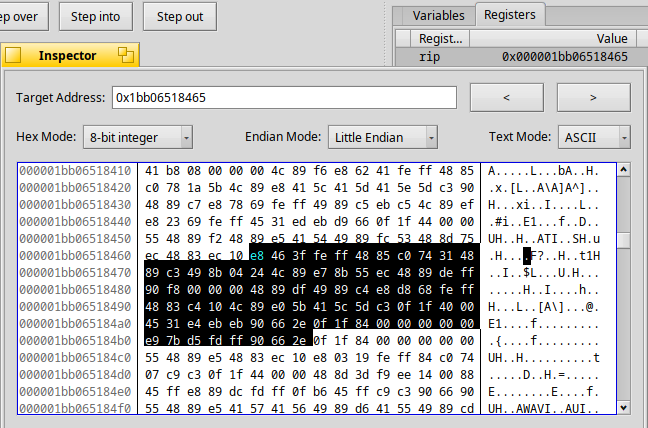 ep over Step into Step out
Variables Registers
Regist... Value
rip 0x000001bb06518465
Inspector
Target Address: 0x1bb06518465 < >
Hex Mode: 8-bit integer Endian Mode: Little Endian Text Mode: ASCII
000001bb06518410 41 b8 08 00 00 00 4c 89 f6 e8 62 41 fe ff 48 85 A.....L...bA..H.
000001bb06518420 c0 78 1a 5b 4c 89 e8 41 5c 41 5d 41 5e 5d c3 90 .x.[L..A\A]A^]..
000001bb06518430 48 89 c7 e8 78 69 fe ff 49 89 c5 eb c5 4c 89 ef H...xi..I....L..
000001bb06518440 e8 23 69 fe ff 45 31 ed eb d9 66 0f 1f 44 00 00 .#i..E1...f..D..
000001bb06518450 55 48 89 f2 48 89 e5 41 54 49 89 fc 53 48 8d 75 UH..H..ATI..SH.u
000001bb06518460 ec 48 83 ec 10 e8 46 3f fe ff 48 85 c0 74 31 48 .H....F?..H..t1H
000001bb06518470 89 c3 49 8b 04 24 4c 89 e7 8b 55 ec 48 89 de ff ..I..$L...U.H...
000001bb06518480 90 f8 00 00 00 48 89 df 49 89 c4 e8 d8 68 fe ff .....H..I....h..
000001bb06518490 48 83 c4 10 4c 89 e0 5b 41 5c 5d c3 0f 1f 40 00 H...L..[A\]...@.
000001bb065184a0 45 31 e4 eb eb 90 66 2e 0f 1f 84 00 00 00 00 00 E1....f.........
000001bb065184b0 e9 7b d5 fd ff 90 66 2e 0f 1f 84 00 00 00 00 00 .{....f.........
000001bb065184c0 55 48 89 e5 48 83 ec 10 e8 03 19 fe ff 84 c0 74 UH..H..........t
000001bb065184d0 07 c9 c3 0f 1f 44 00 00 48 8d 3d f9 ee 14 00 88 .....D..H.=.....
000001bb065184e0 45 ff e8 89 dc fd ff 0f b6 45 ff c9 c3 90 66 90 E........E....f.
000001bb065184f0 55 48 89 e5 41 57 41 56 49 89 d6 41 55 49 89 cd UH..AWAVI..AUI..